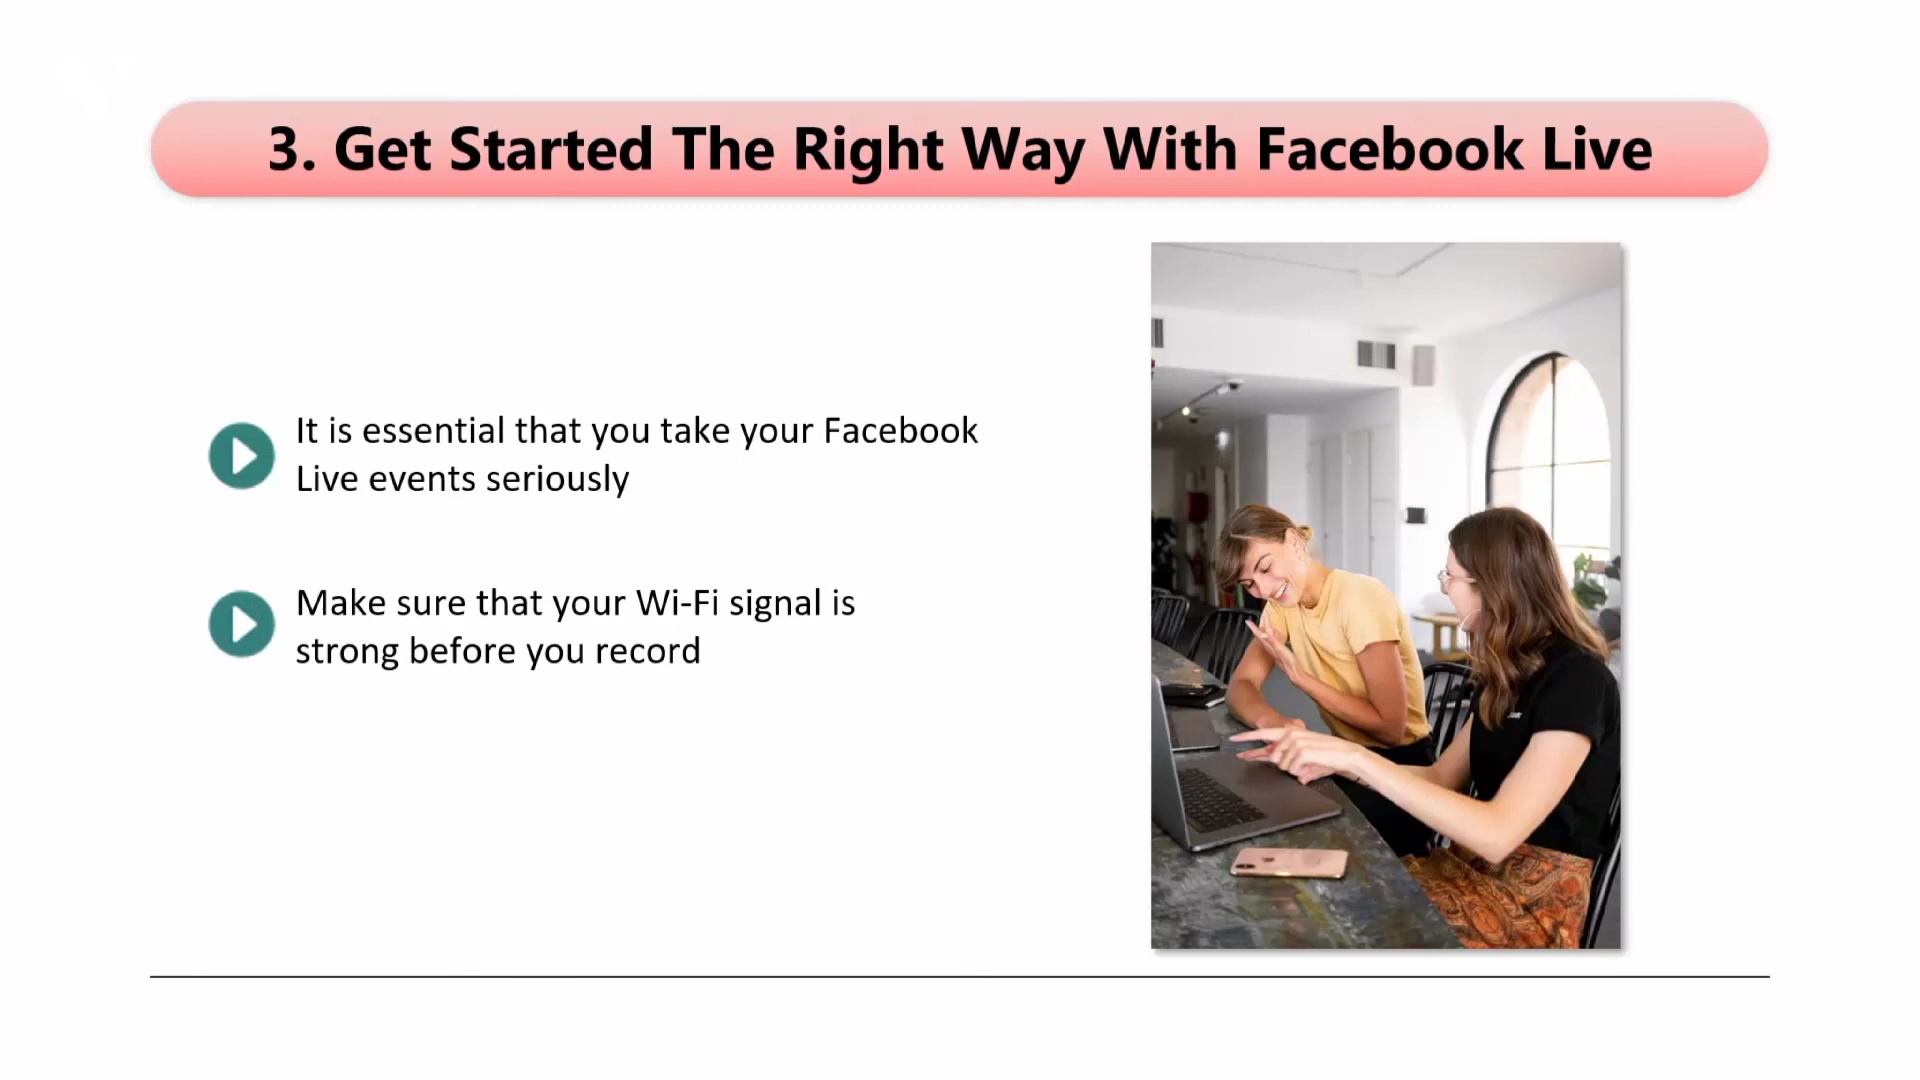 3. Get Started The Right Way With Facebook Live
It is essential that you take your Facebook
Live events seriously
Make sure that your Wi-Fi signal is
strong before you record